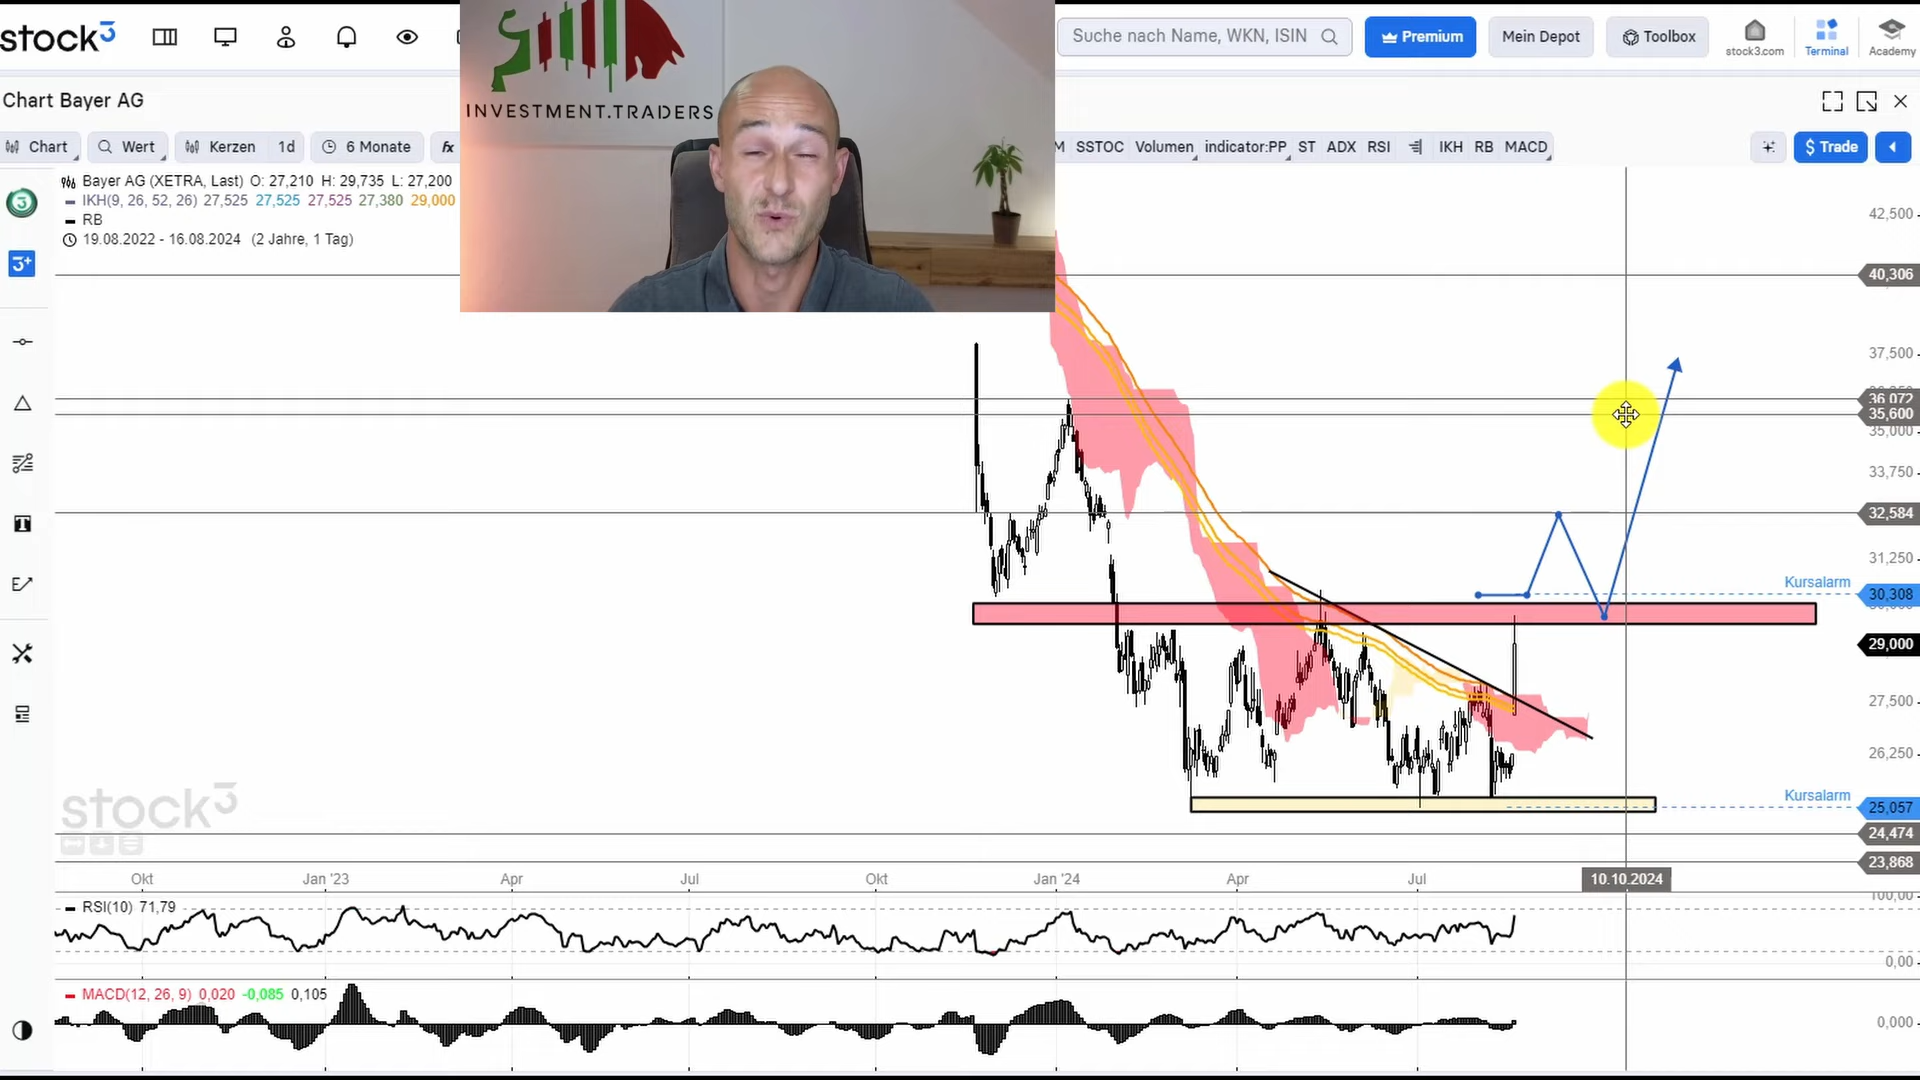 stock3
Suche nach Name, WKN, ISIN
Premium
Mein Depot
Toolbox
stock3.com
Terminal
Academy
INVESTMENT.TRADERS
Chart Bayer AG
Chart
Wert
Kerzen
1d
6 Monate
fx
SSTOC
Volumen
indicator:PP
ST
ADX
RSI
IKH
RB
MACD
$ Trade
Bayer AG (XETRA, Last) O: 27,210 H: 29,735 L: 27,200
IKH(9, 26, 52, 26) 27,525 27,525 27,525 27,380 29,000
RB
19.08.2022 - 16.08.2024 (2 Jahre, 1 Tag)
3
3+
42,500
40,306
37,500
36,072
35,600
35,000
33,750
32,584
31,250
Kursalarm
30,308
29,000
27,500
26,250
Kursalarm
25,057
24,474
23,868
stock3
Okt
Jan '23
Apr
Jul
Okt
Jan '24
Apr
Jul
10.10.2024
RSI(10) 71,79
100,00
0,00
MACD(12, 26, 9) 0,020 -0,085 0,105
0,000